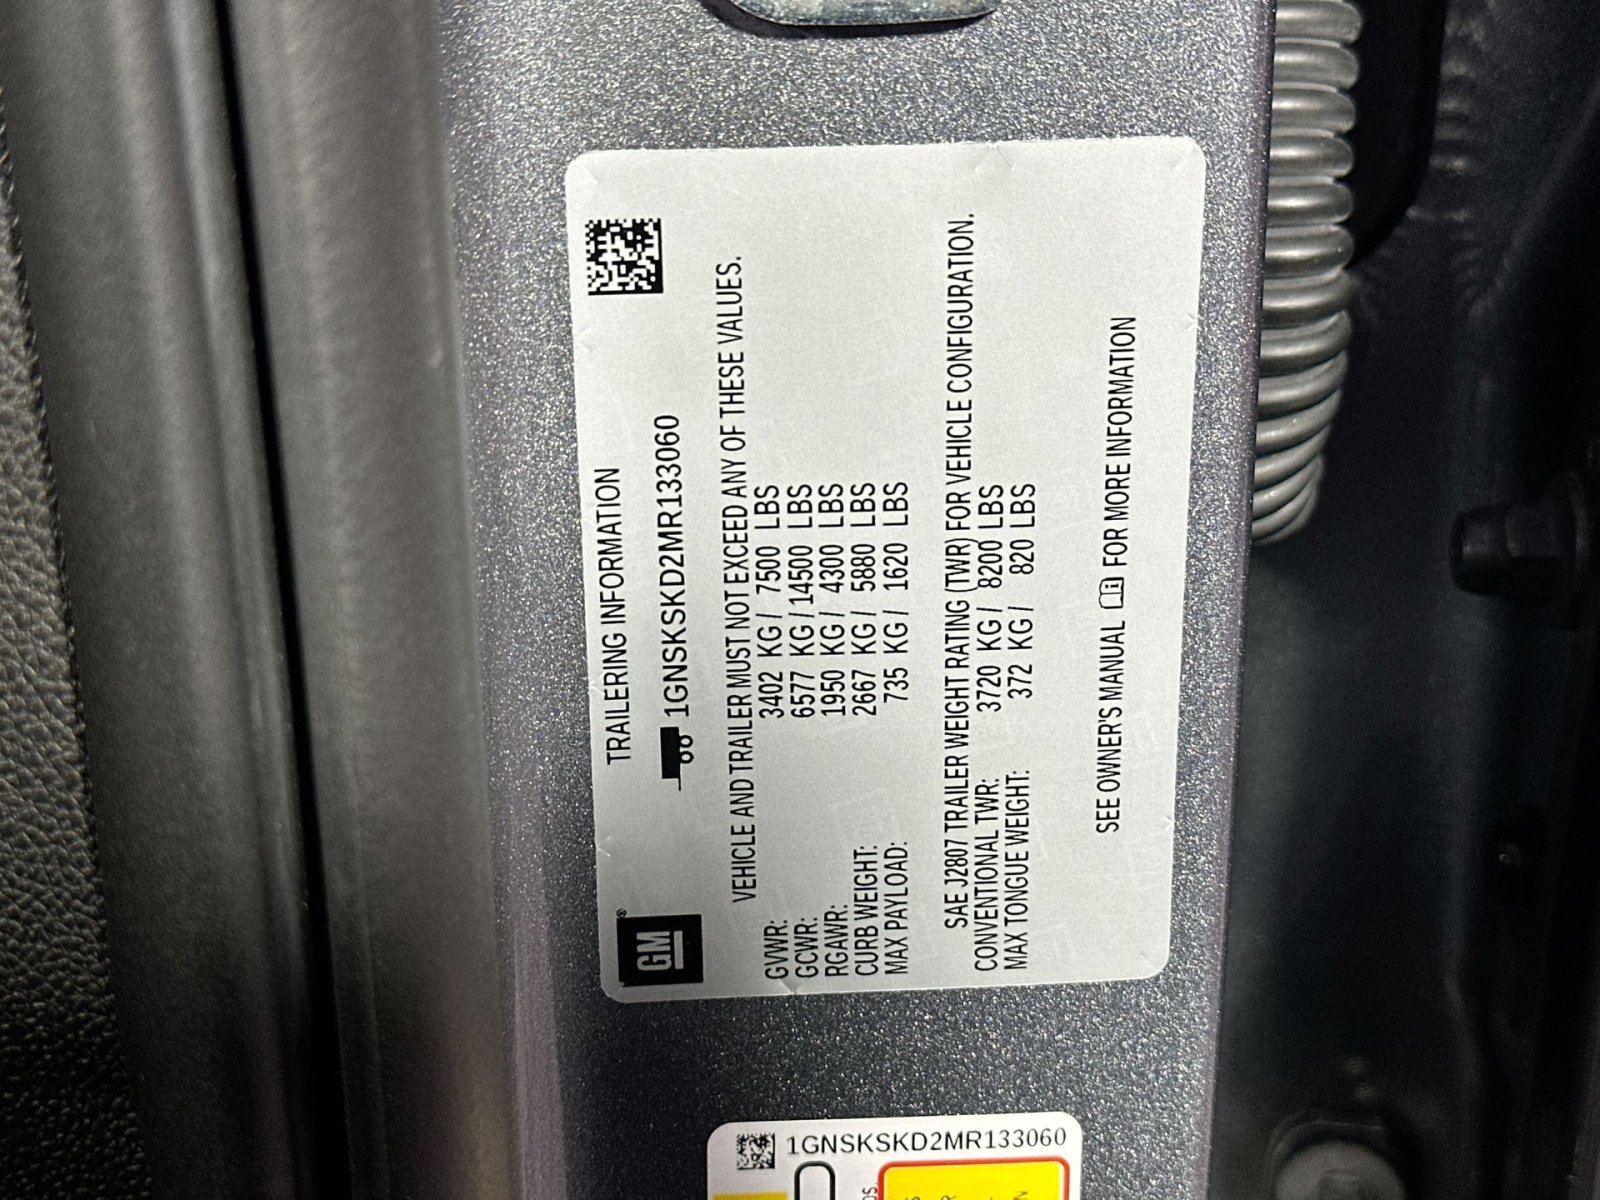 GM
TRAILERING INFORMATION
1GNSKSKD2MR133060
VEHICLE AND TRAILER MUST NOT EXCEED ANY OF THESE VALUES.
GVWR: 3402 KG / 7500 LBS
GCWR: 6577 KG / 14500 LBS
RGAWR: 1950 KG / 4300 LBS
CURB WEIGHT: 2667 KG / 5880 LBS
MAX PAYLOAD: 735 KG / 1620 LBS
SAE J2807 TRAILER WEIGHT RATING (TWR) FOR VEHICLE CONFIGURATION.
CONVENTIONAL TWR: 3720 KG / 8200 LBS
MAX TONGUE WEIGHT: 372 KG / 820 LBS
SEE OWNER'S MANUAL FOR MORE INFORMATION
1GNSKSKD2MR133060